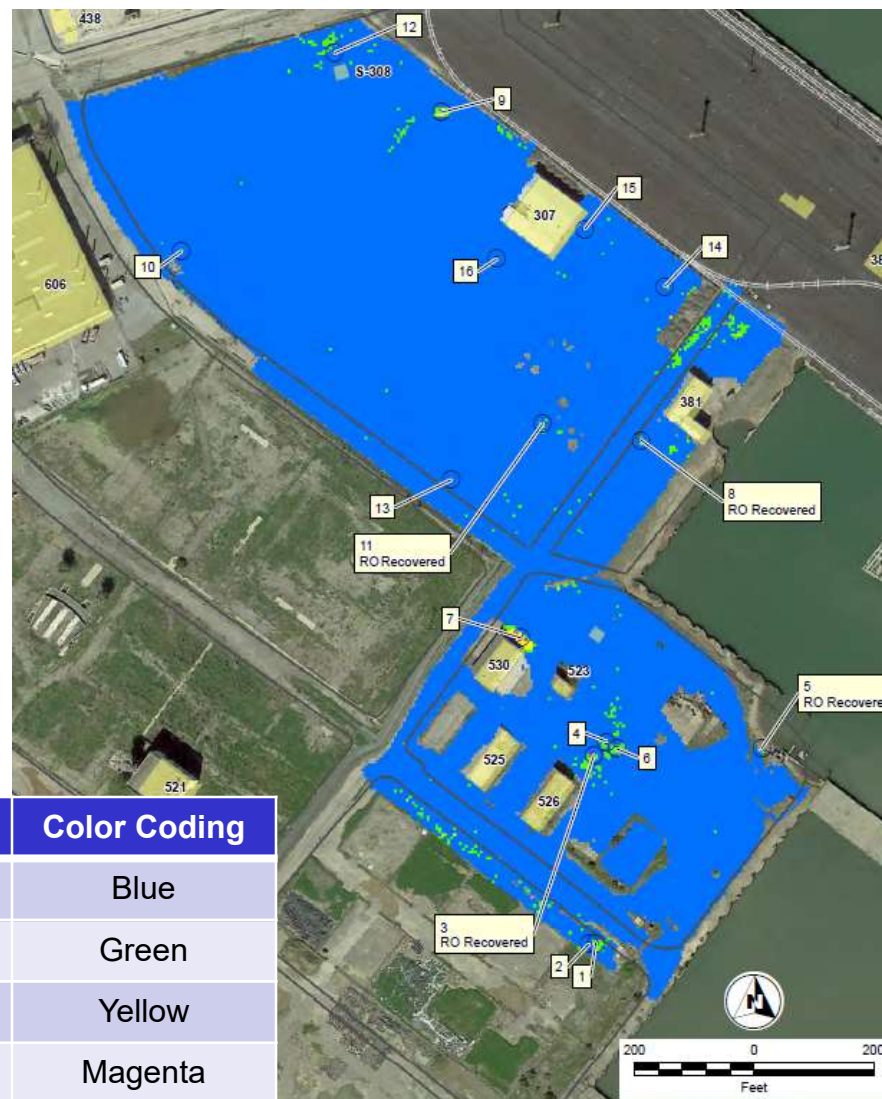 438
12
S-308
9
15
307
14
10
16
38
606
381
13
8
RO Recovered
11
RO Recovered
7
530
523
5
RO Recovere
4
6
525
521
526
Color Coding
Blue
Green
Yellow
Magenta
3
RO Recovered
2
1
N
200 0 200
Feet